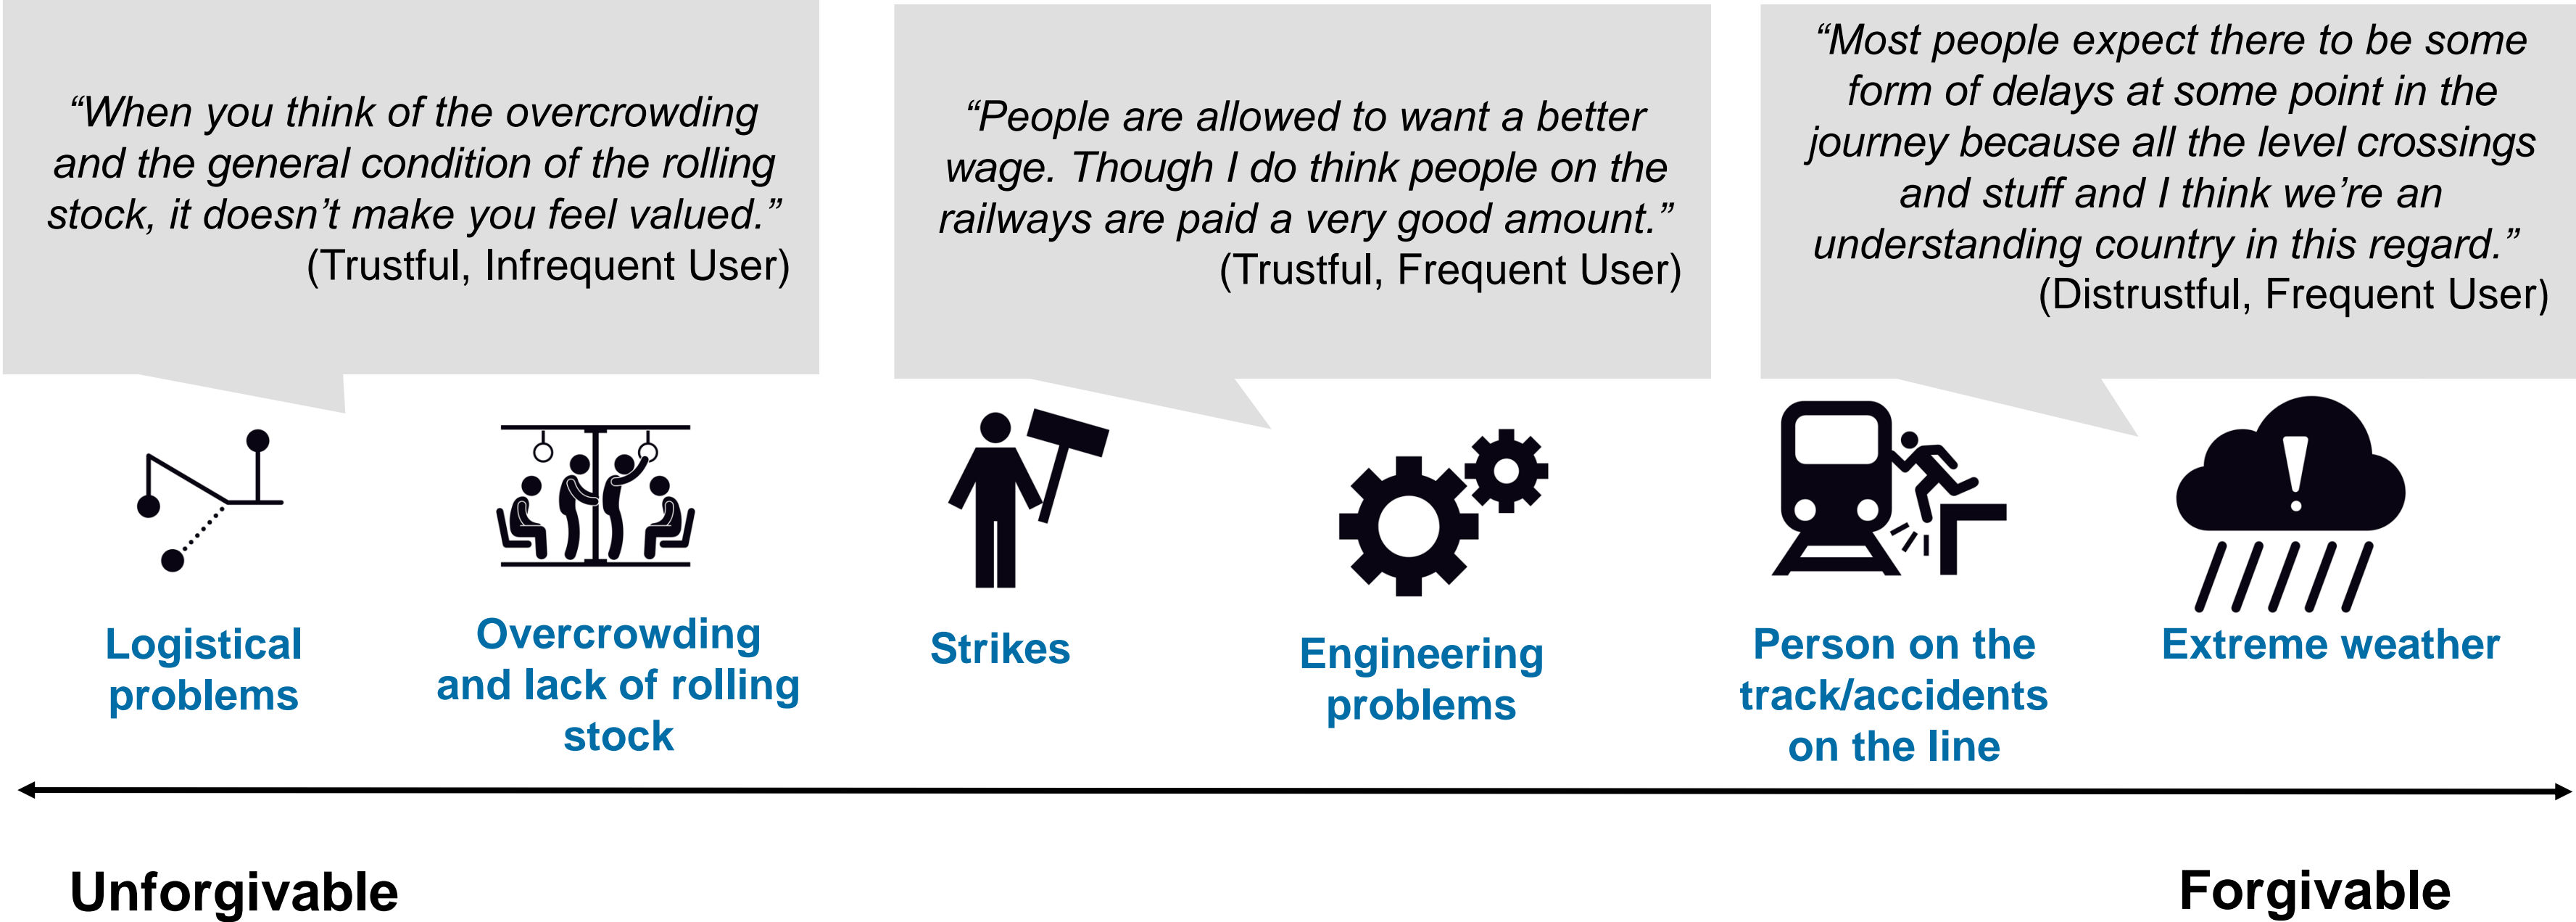 “When you think of the overcrowding
and the general condition of the rolling
stock, it doesn’t make you feel valued.”
(Trustful, Infrequent User)
“People are allowed to want a better
wage. Though I do think people on the
railways are paid a very good amount.”
(Trustful, Frequent User)
“Most people expect there to be some
form of delays at some point in the
journey because all the level crossings
and stuff and I think we’re an
understanding country in this regard.”
(Distrustful, Frequent User)
Logistical
problems
Overcrowding
and lack of rolling
stock
Strikes
Engineering
problems
Person on the
track/accidents
on the line
Extreme weather
Unforgivable
Forgivable